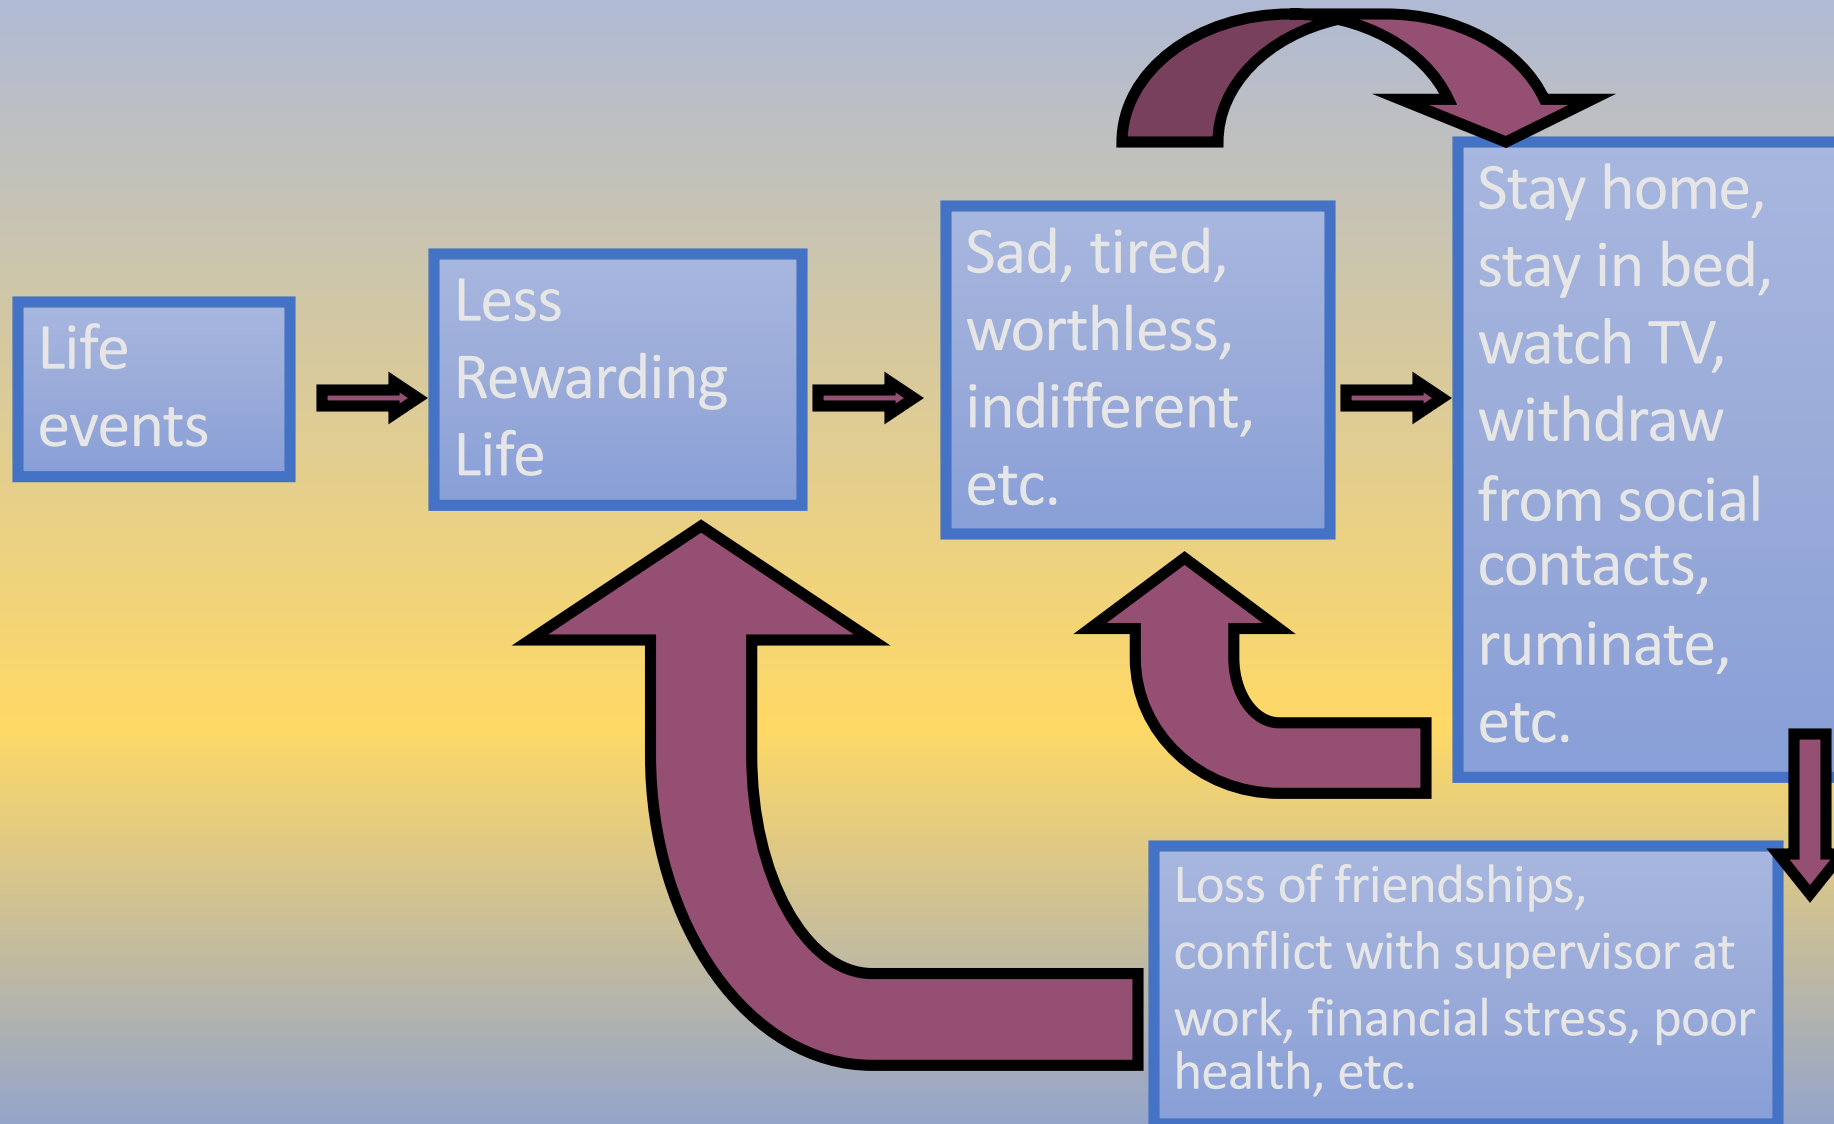 Life
events
Less
Rewarding
Life
Sad, tired,
worthless,
indifferent,
etc.
Stay home,
stay in bed,
watch TV,
withdraw
from social
contacts,
ruminate,
etc.
Loss of friendships,
conflict with supervisor at
work, financial stress, poor
health, etc.